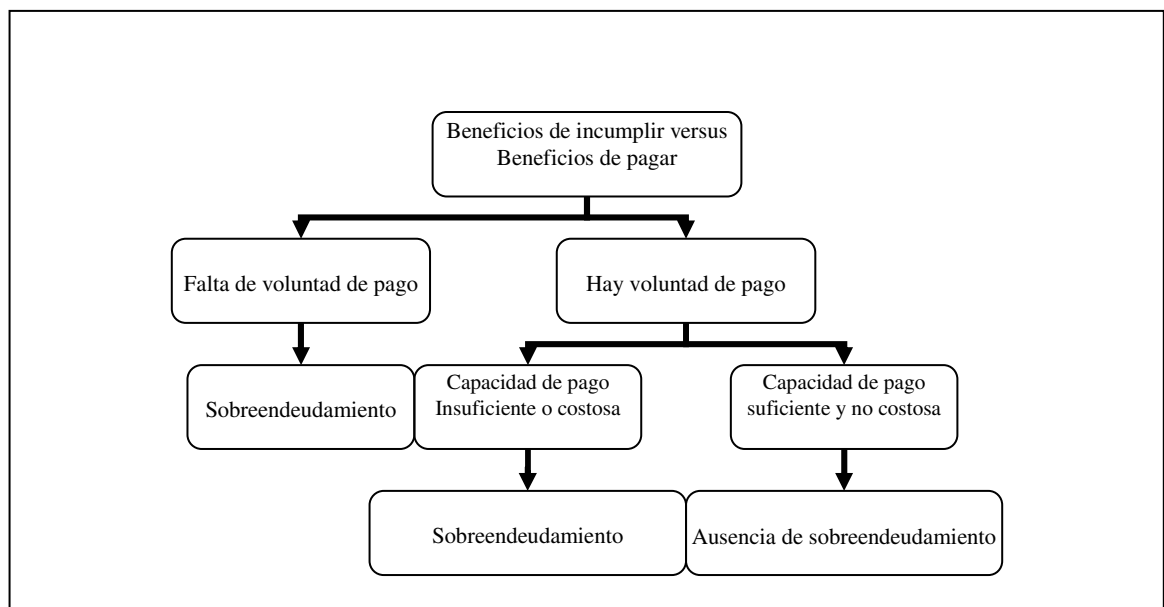 Beneficios de incumplir versus
Beneficios de pagar
Falta de voluntad de pago
Hay voluntad de pago
Sobreendeudamiento
Capacidad de pago
Insuficiente o costosa
Capacidad de pago
suficiente y no costosa
Sobreendeudamiento
Ausencia de sobreendeudamiento